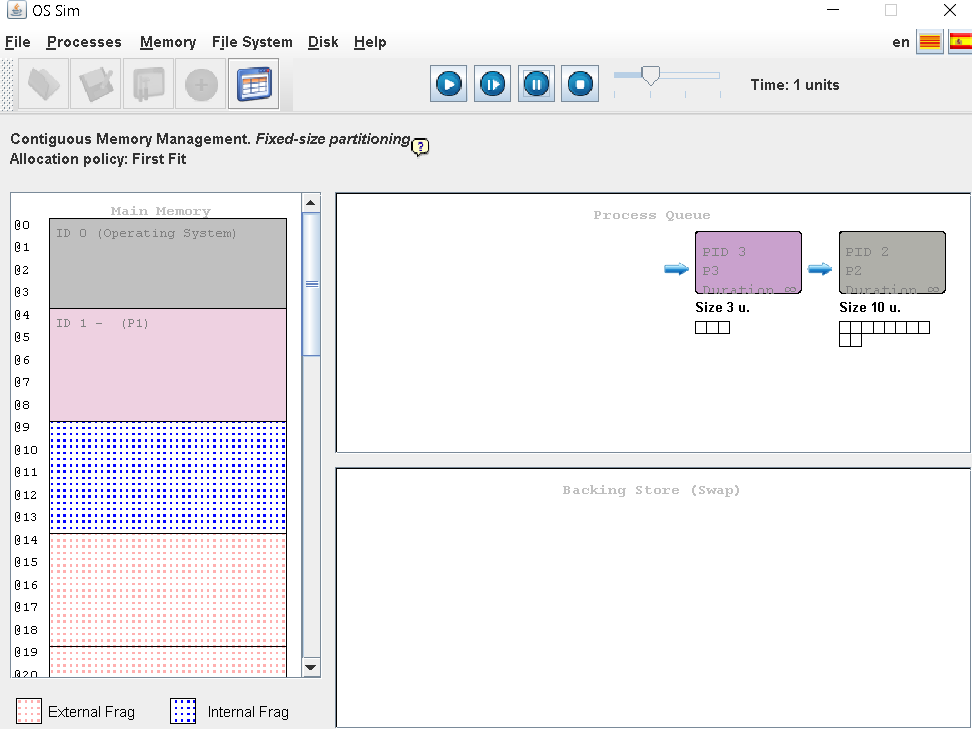 OS Sim
File Processes Memory File System Disk Help en
Time: 1 units
Contiguous Memory Management. Fixed-size partitioning
?
Allocation policy: First Fit
Main Memory
@0
ID 0 (Operating System)
@1
@2
@3
@4
ID 1 - (P1)
@5
@6
@7
@8
@9
@10
@11
@12
@13
@14
@15
@16
@17
@18
@19
@20
External Frag Internal Frag
Process Queue
PID 3
P3
Duration ∞
Size 3 u.
PID 2
P2
Duration ∞
Size 10 u.
Backing Store (Swap)